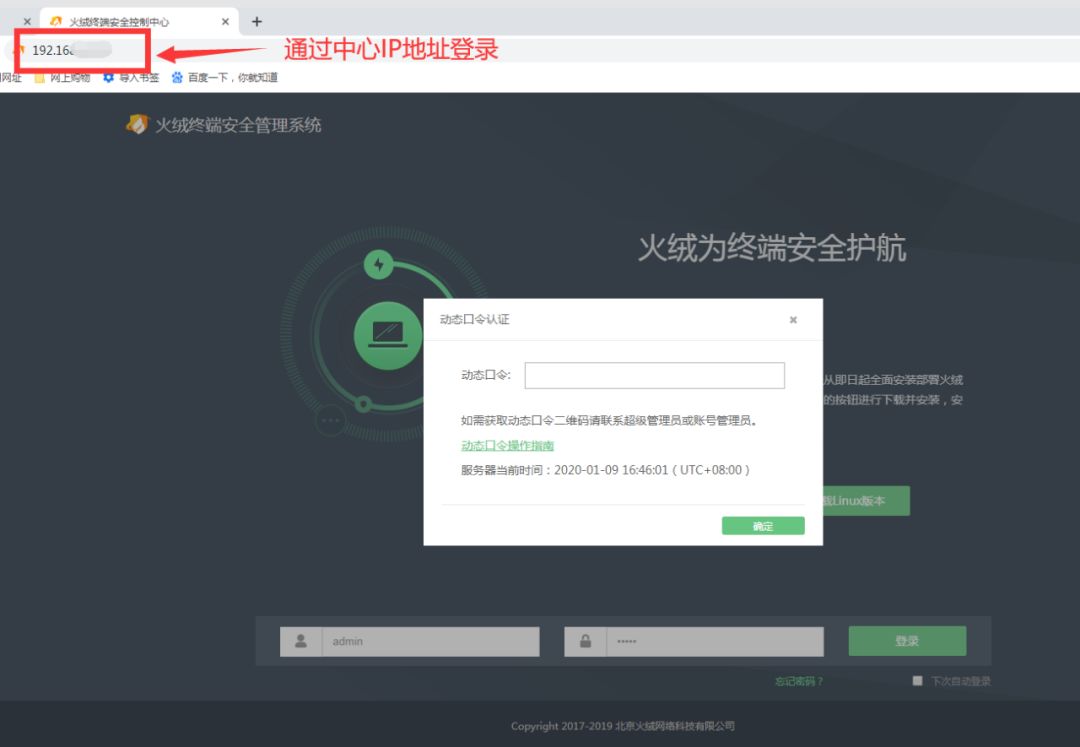 火绒终端安全控制中心
192.16
通过中心IP地址登录
网址 网上购物 导入书签 百度一下，你就知道
火绒终端安全管理系统
火绒为终端安全护航
动态口令认证
动态口令:
从即日起全面安装部署火绒
的按钮进行下载并安装，安
如需获取动态口令二维码请联系超级管理员或账号管理员。
动态口令操作指南
服务器当前时间：2020-01-09 16:46:01（UTC+08:00）
载Linux版本
确定
admin
登录
忘记密码？
下次自动登录
Copyright 2017-2019 北京火绒网络科技有限公司